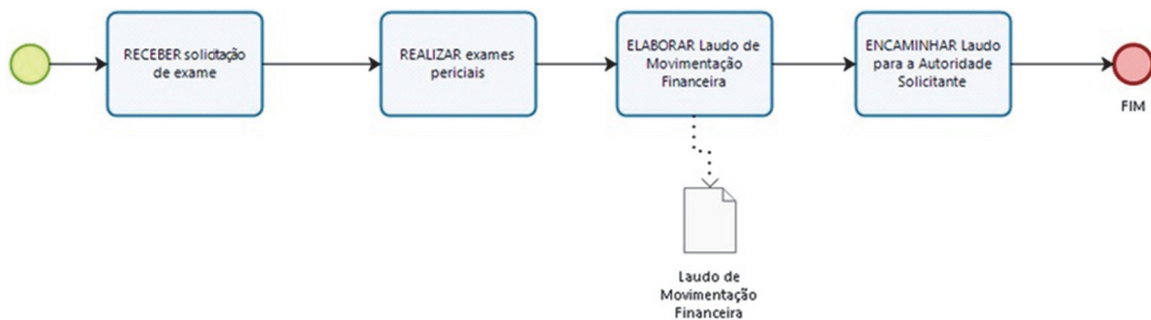 RECEBER solicitação
de exame
REALIZAR exames
periciais
ELABORAR Laudo de
Movimentação
Financeira
ENCAMINHAR Laudo
para a Autoridade
Solicitante
FIM
Laudo de
Movimentação
Financeira